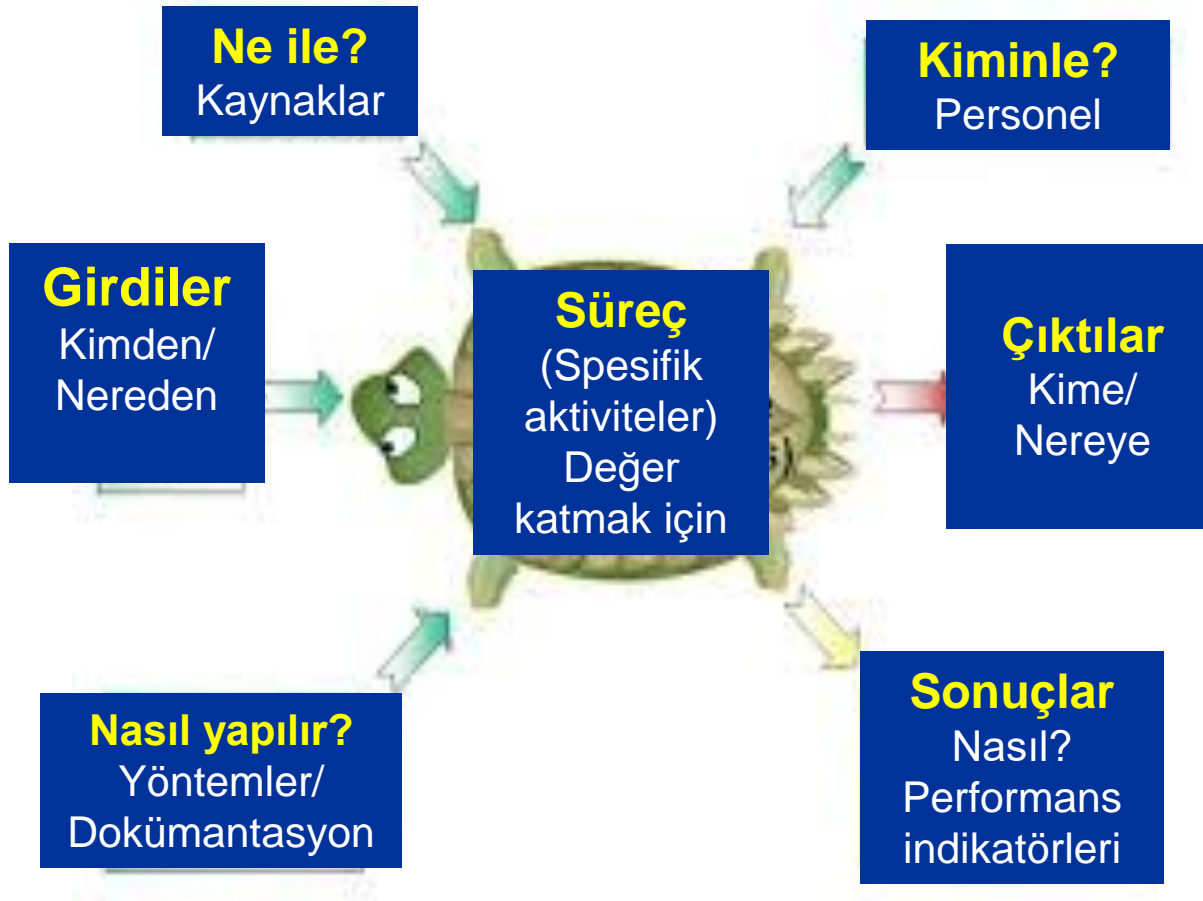 Ne ile?
Kaynaklar
Kiminle?
Personel
Girdiler
Kimden/
Nereden
Süreç
(Spesifik
aktiviteler)
Değer
katmak için
Çıktılar
Kime/
Nereye
Nasıl yapılır?
Yöntemler/
Dokümantasyon
Sonuçlar
Nasıl?
Performans
indikatörleri